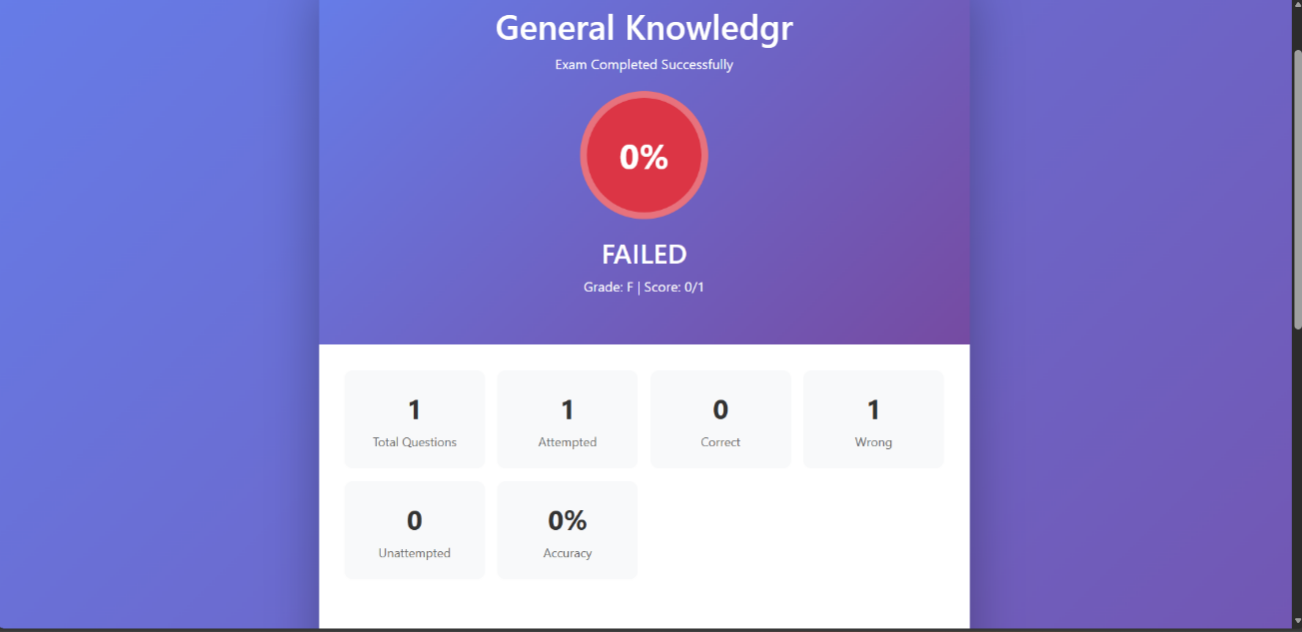 General Knowledgr
Exam Completed Successfully
0%
FAILED
Grade: F | Score: 0/1
1
Total Questions
1
Attempted
0
Correct
1
Wrong
0
Unattempted
0%
Accuracy